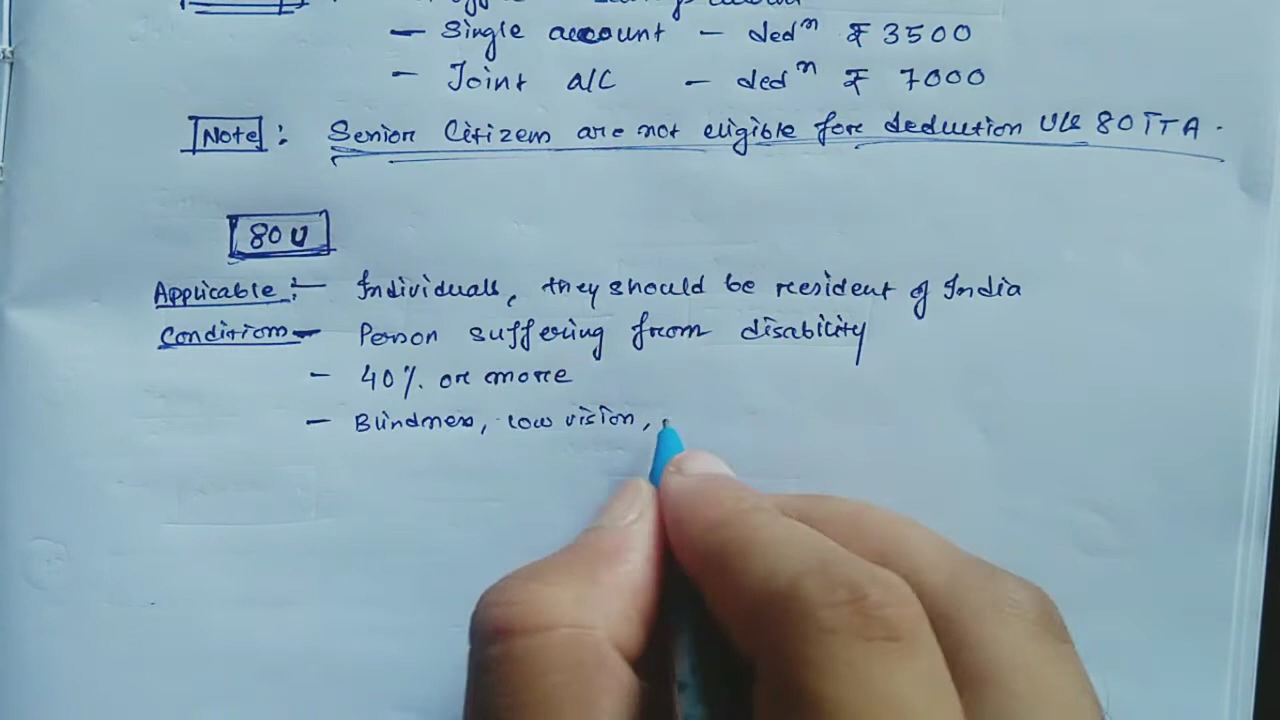 - Single account - dedⁿ ₹ 3500
- Joint a/c - dedⁿ ₹ 7000
Note: Senior Citizens are not eligible for deduction U/s 80TTA.
80 U
Applicable :- Individuals, they should be resident of India
Condition - Person suffering from disability
- 40% or more
- Blindness, low vision,